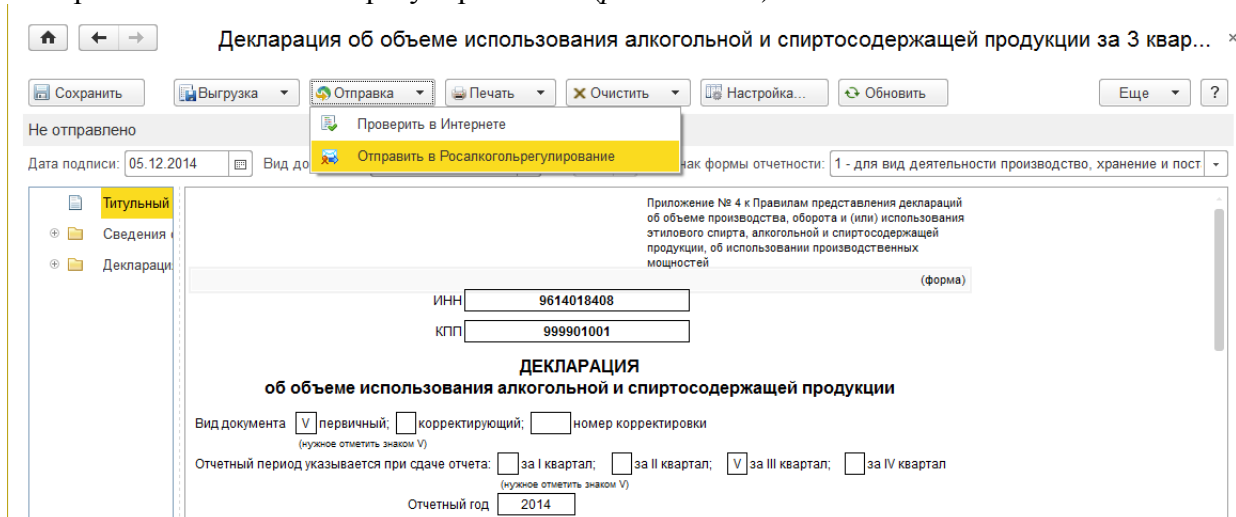 Декларация об объеме использования алкогольной и спиртосодержащей продукции за 3 квар... ×
Сохранить Выгрузка Отправка Печать Очистить Настройка... Обновить Еще ?
Проверить в Интернете
Не отправлено
Отправить в Росалкогольрегулирование
Дата подписи: 05.12.2014 Вид до нак формы отчетности: 1 - для вид деятельности производство, хранение и пост
Титульный
Сведения
Деклараци
Приложение № 4 к Правилам представления деклараций
об объеме производства, оборота и (или) использования
этилового спирта, алкогольной и спиртосодержащей
продукции, об использовании производственных
мощностей
(форма)
ИНН 9614018408
КПП 999901001
ДЕКЛАРАЦИЯ
об объеме использования алкогольной и спиртосодержащей продукции
Вид документа V первичный; корректирующий; номер корректировки
(нужное отметить знаком V)
Отчетный период указывается при сдаче отчета: за I квартал; за II квартал; V за III квартал; за IV квартал
(нужное отметить знаком V)
Отчетный год 2014